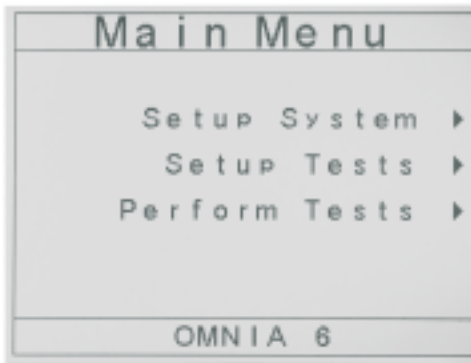 Main Menu
Setup System
Setup Tests
Perform Tests
OMNIA 6